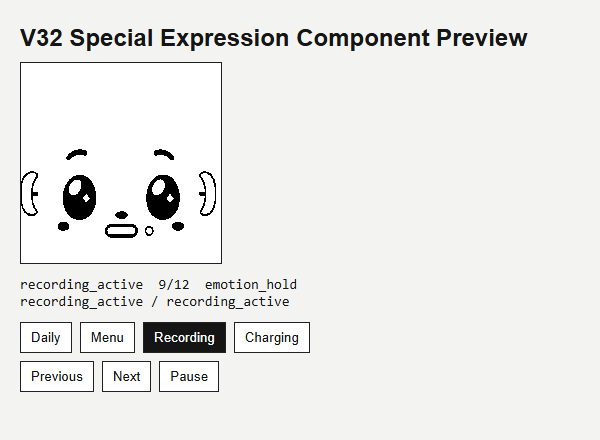 V32 Special Expression Component Preview
recording_active  9/12  emotion_hold
recording_active / recording_active
Daily Menu Recording Charging
Previous Next Pause